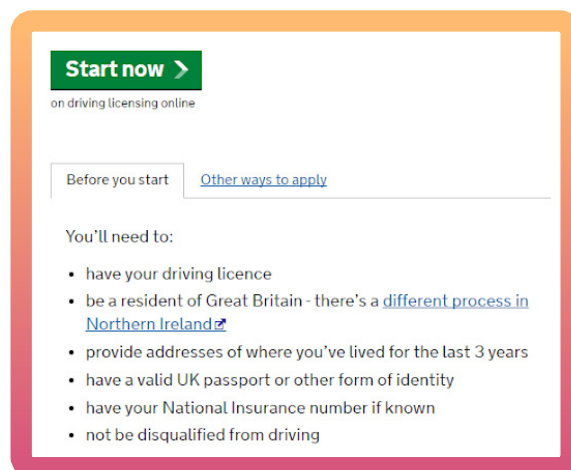 Start now >
on driving licensing online
Before you start
Other ways to apply
You'll need to:
• have your driving licence
• be a resident of Great Britain - there's a different process in
Northern Ireland
• provide addresses of where you've lived for the last 3 years
• have a valid UK passport or other form of identity
• have your National Insurance number if known
• not be disqualified from driving